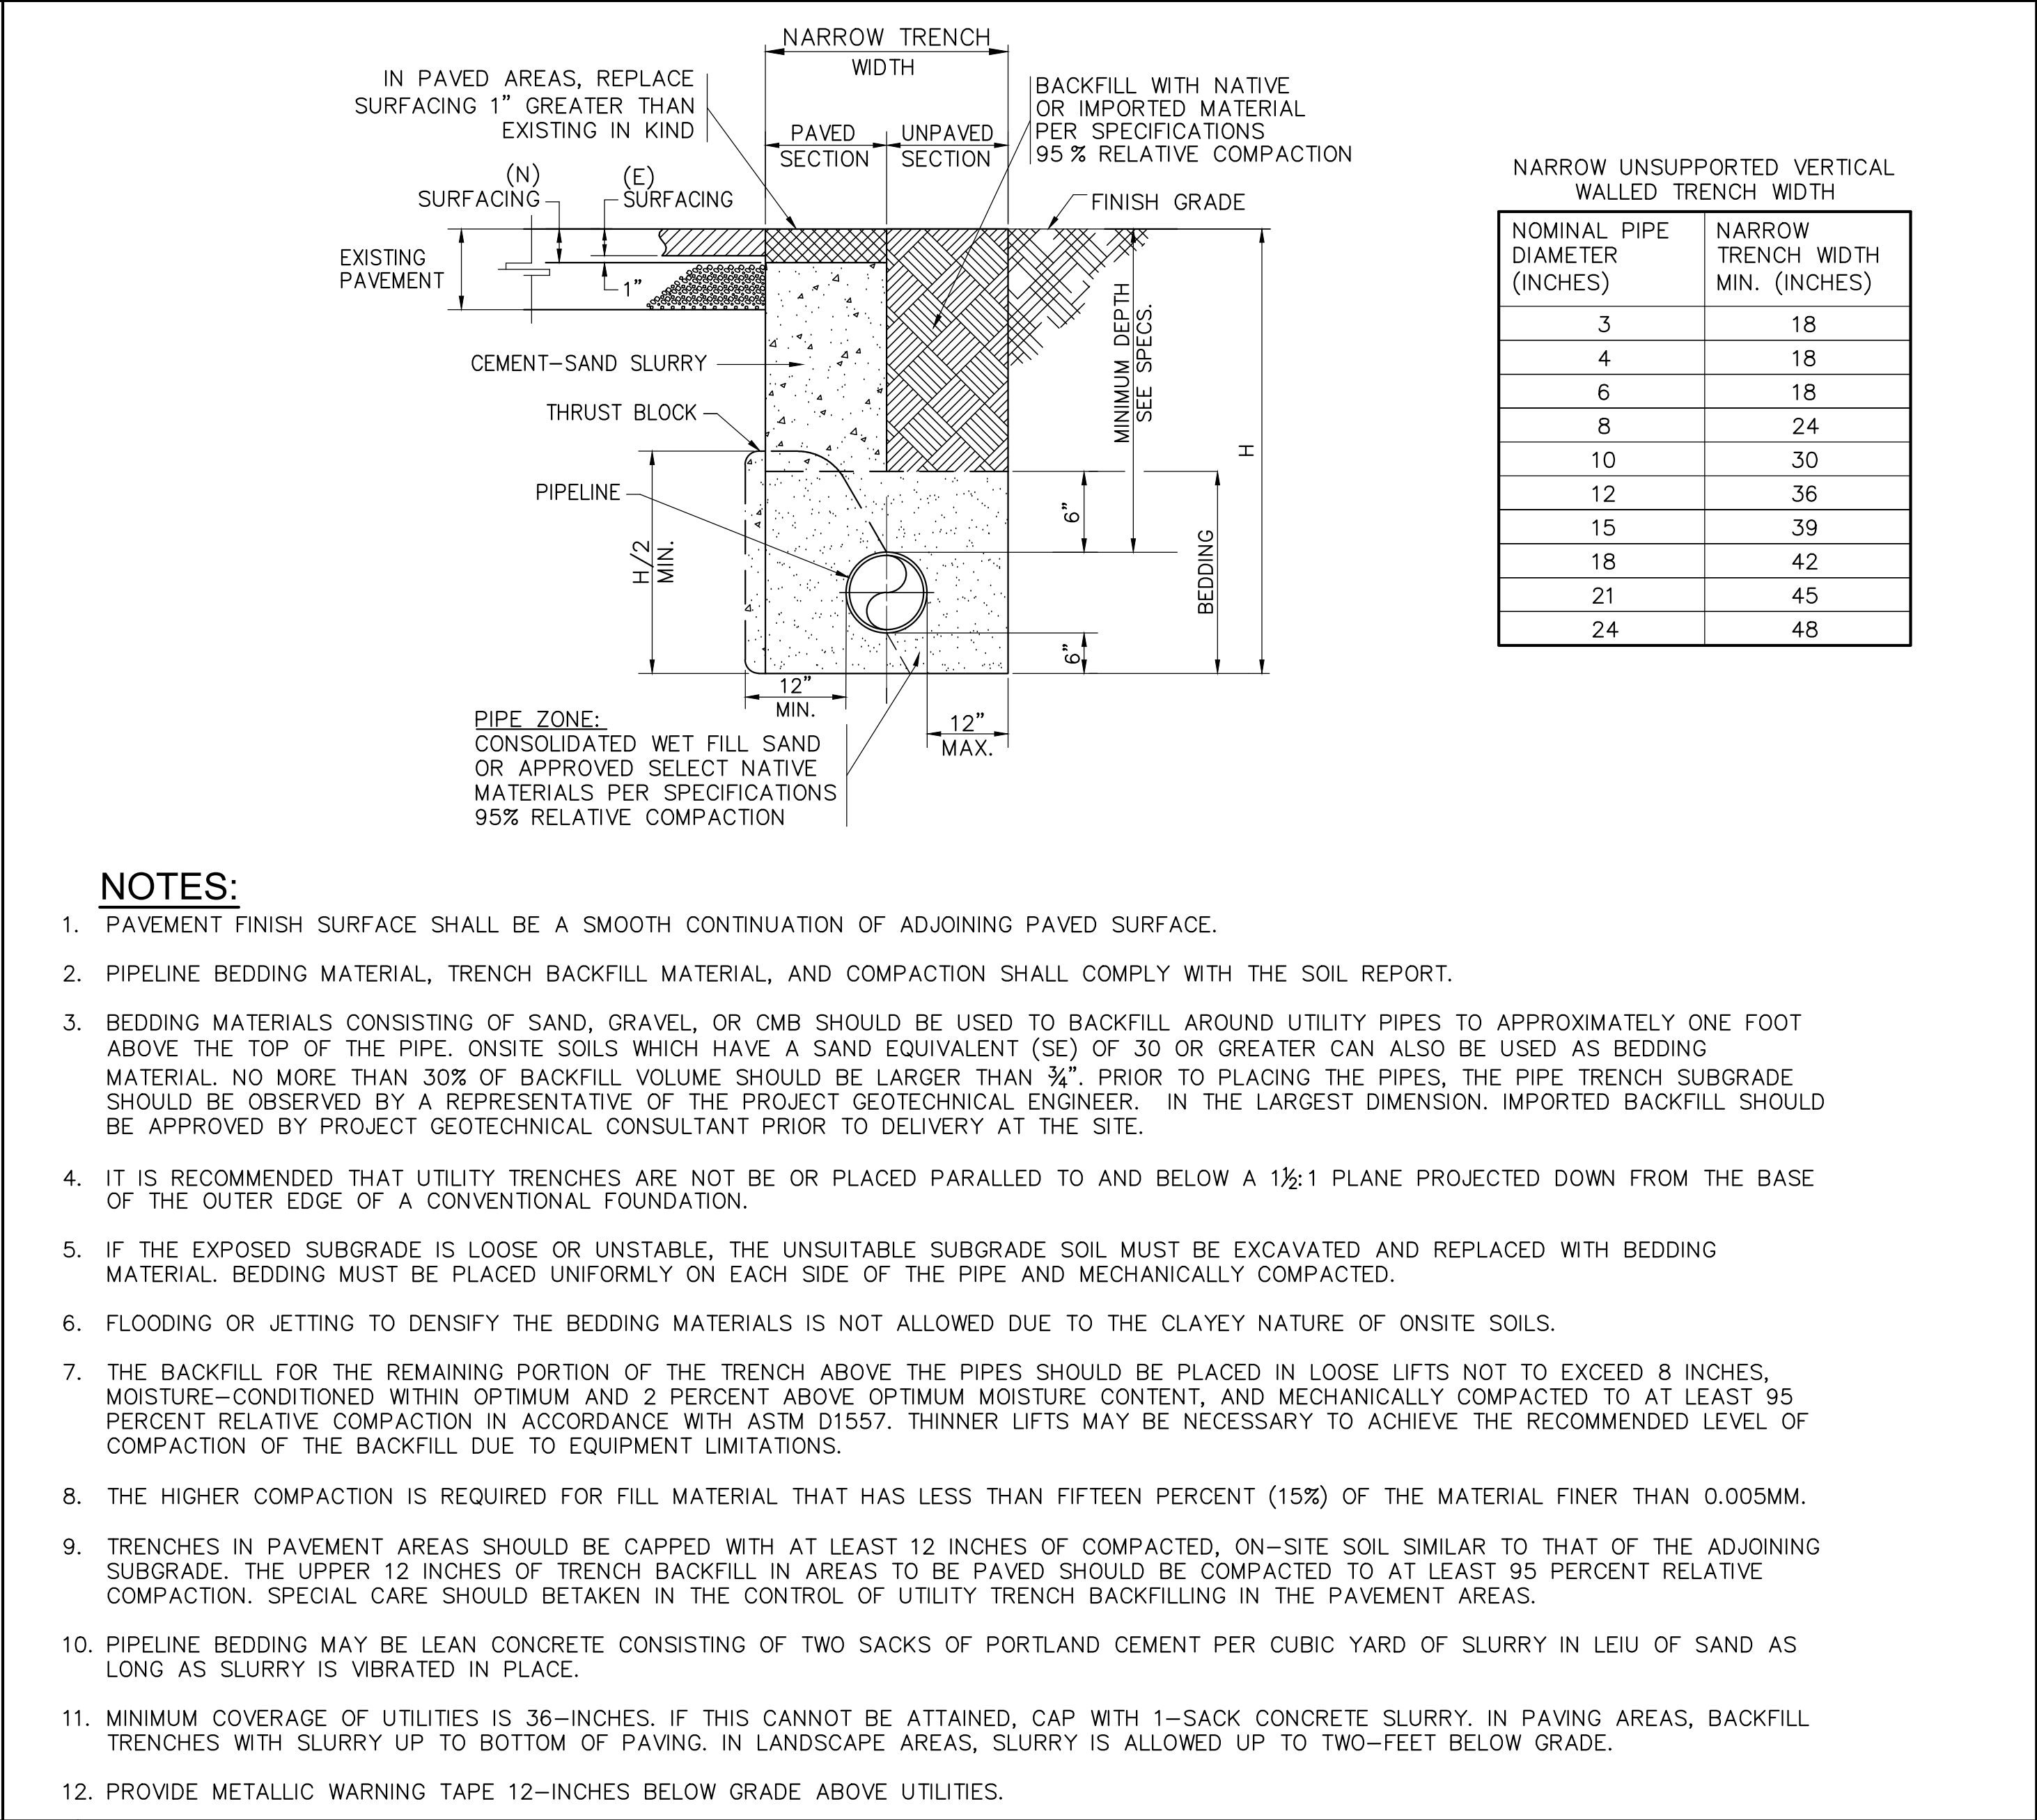 NARROW TRENCH
WIDTH
IN PAVED AREAS, REPLACE
SURFACING 1" GREATER THAN
EXISTING IN KIND
BACKFILL WITH NATIVE
OR IMPORTED MATERIAL
PER SPECIFICATIONS
95 % RELATIVE COMPACTION
PAVED
SECTION
UNPAVED
SECTION
(N)
SURFACING
(E)
SURFACING
FINISH GRADE
EXISTING
PAVEMENT
1"
CEMENT-SAND SLURRY
THRUST BLOCK
PIPELINE
H/2
MIN.
MINIMUM DEPTH
SEE SPECS.
H
6"
BEDDING
6"
12"
MIN.
12"
MAX.
PIPE ZONE:
CONSOLIDATED WET FILL SAND
OR APPROVED SELECT NATIVE
MATERIALS PER SPECIFICATIONS
95% RELATIVE COMPACTION
NARROW UNSUPPORTED VERTICAL
WALLED TRENCH WIDTH
NOMINAL PIPE DIAMETER (INCHES) NARROW TRENCH WIDTH MIN. (INCHES)
3 18
4 18
6 18
8 24
10 30
12 36
15 39
18 42
21 45
24 48
NOTES:
1. PAVEMENT FINISH SURFACE SHALL BE A SMOOTH CONTINUATION OF ADJOINING PAVED SURFACE.
2. PIPELINE BEDDING MATERIAL, TRENCH BACKFILL MATERIAL, AND COMPACTION SHALL COMPLY WITH THE SOIL REPORT.
3. BEDDING MATERIALS CONSISTING OF SAND, GRAVEL, OR CMB SHOULD BE USED TO BACKFILL AROUND UTILITY PIPES TO APPROXIMATELY ONE FOOT
ABOVE THE TOP OF THE PIPE. ONSITE SOILS WHICH HAVE A SAND EQUIVALENT (SE) OF 30 OR GREATER CAN ALSO BE USED AS BEDDING
MATERIAL. NO MORE THAN 30% OF BACKFILL VOLUME SHOULD BE LARGER THAN ¾". PRIOR TO PLACING THE PIPES, THE PIPE TRENCH SUBGRADE
SHOULD BE OBSERVED BY A REPRESENTATIVE OF THE PROJECT GEOTECHNICAL ENGINEER. IN THE LARGEST DIMENSION. IMPORTED BACKFILL SHOULD
BE APPROVED BY PROJECT GEOTECHNICAL CONSULTANT PRIOR TO DELIVERY AT THE SITE.
4. IT IS RECOMMENDED THAT UTILITY TRENCHES ARE NOT BE OR PLACED PARALLED TO AND BELOW A 1½:1 PLANE PROJECTED DOWN FROM THE BASE
OF THE OUTER EDGE OF A CONVENTIONAL FOUNDATION.
5. IF THE EXPOSED SUBGRADE IS LOOSE OR UNSTABLE, THE UNSUITABLE SUBGRADE SOIL MUST BE EXCAVATED AND REPLACED WITH BEDDING
MATERIAL. BEDDING MUST BE PLACED UNIFORMLY ON EACH SIDE OF THE PIPE AND MECHANICALLY COMPACTED.
6. FLOODING OR JETTING TO DENSIFY THE BEDDING MATERIALS IS NOT ALLOWED DUE TO THE CLAYEY NATURE OF ONSITE SOILS.
7. THE BACKFILL FOR THE REMAINING PORTION OF THE TRENCH ABOVE THE PIPES SHOULD BE PLACED IN LOOSE LIFTS NOT TO EXCEED 8 INCHES,
MOISTURE-CONDITIONED WITHIN OPTIMUM AND 2 PERCENT ABOVE OPTIMUM MOISTURE CONTENT, AND MECHANICALLY COMPACTED TO AT LEAST 95
PERCENT RELATIVE COMPACTION IN ACCORDANCE WITH ASTM D1557. THINNER LIFTS MAY BE NECESSARY TO ACHIEVE THE RECOMMENDED LEVEL OF
COMPACTION OF THE BACKFILL DUE TO EQUIPMENT LIMITATIONS.
8. THE HIGHER COMPACTION IS REQUIRED FOR FILL MATERIAL THAT HAS LESS THAN FIFTEEN PERCENT (15%) OF THE MATERIAL FINER THAN 0.005MM.
9. TRENCHES IN PAVEMENT AREAS SHOULD BE CAPPED WITH AT LEAST 12 INCHES OF COMPACTED, ON-SITE SOIL SIMILAR TO THAT OF THE ADJOINING
SUBGRADE. THE UPPER 12 INCHES OF TRENCH BACKFILL IN AREAS TO BE PAVED SHOULD BE COMPACTED TO AT LEAST 95 PERCENT RELATIVE
COMPACTION. SPECIAL CARE SHOULD BETAKEN IN THE CONTROL OF UTILITY TRENCH BACKFILLING IN THE PAVEMENT AREAS.
10. PIPELINE BEDDING MAY BE LEAN CONCRETE CONSISTING OF TWO SACKS OF PORTLAND CEMENT PER CUBIC YARD OF SLURRY IN LEIU OF SAND AS
LONG AS SLURRY IS VIBRATED IN PLACE.
11. MINIMUM COVERAGE OF UTILITIES IS 36-INCHES. IF THIS CANNOT BE ATTAINED, CAP WITH 1-SACK CONCRETE SLURRY. IN PAVING AREAS, BACKFILL
TRENCHES WITH SLURRY UP TO BOTTOM OF PAVING. IN LANDSCAPE AREAS, SLURRY IS ALLOWED UP TO TWO-FEET BELOW GRADE.
12. PROVIDE METALLIC WARNING TAPE 12-INCHES BELOW GRADE ABOVE UTILITIES.